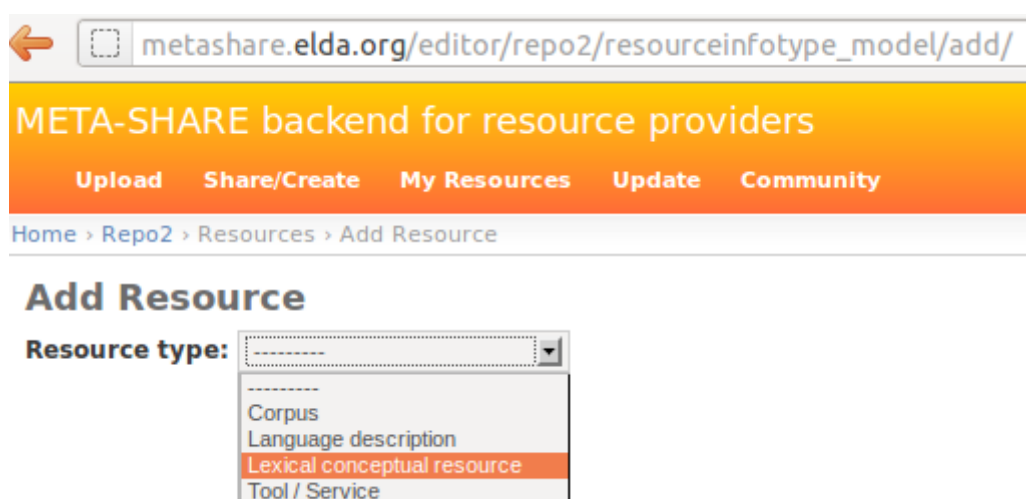 metashare.elda.org/editor/repo2/resourceinfotype_model/add/
META-SHARE backend for resource providers
Upload Share/Create My Resources Update Community
Home › Repo2 › Resources › Add Resource
Add Resource
Resource type: ---------
---------
Corpus
Language description
Lexical conceptual resource
Tool / Service